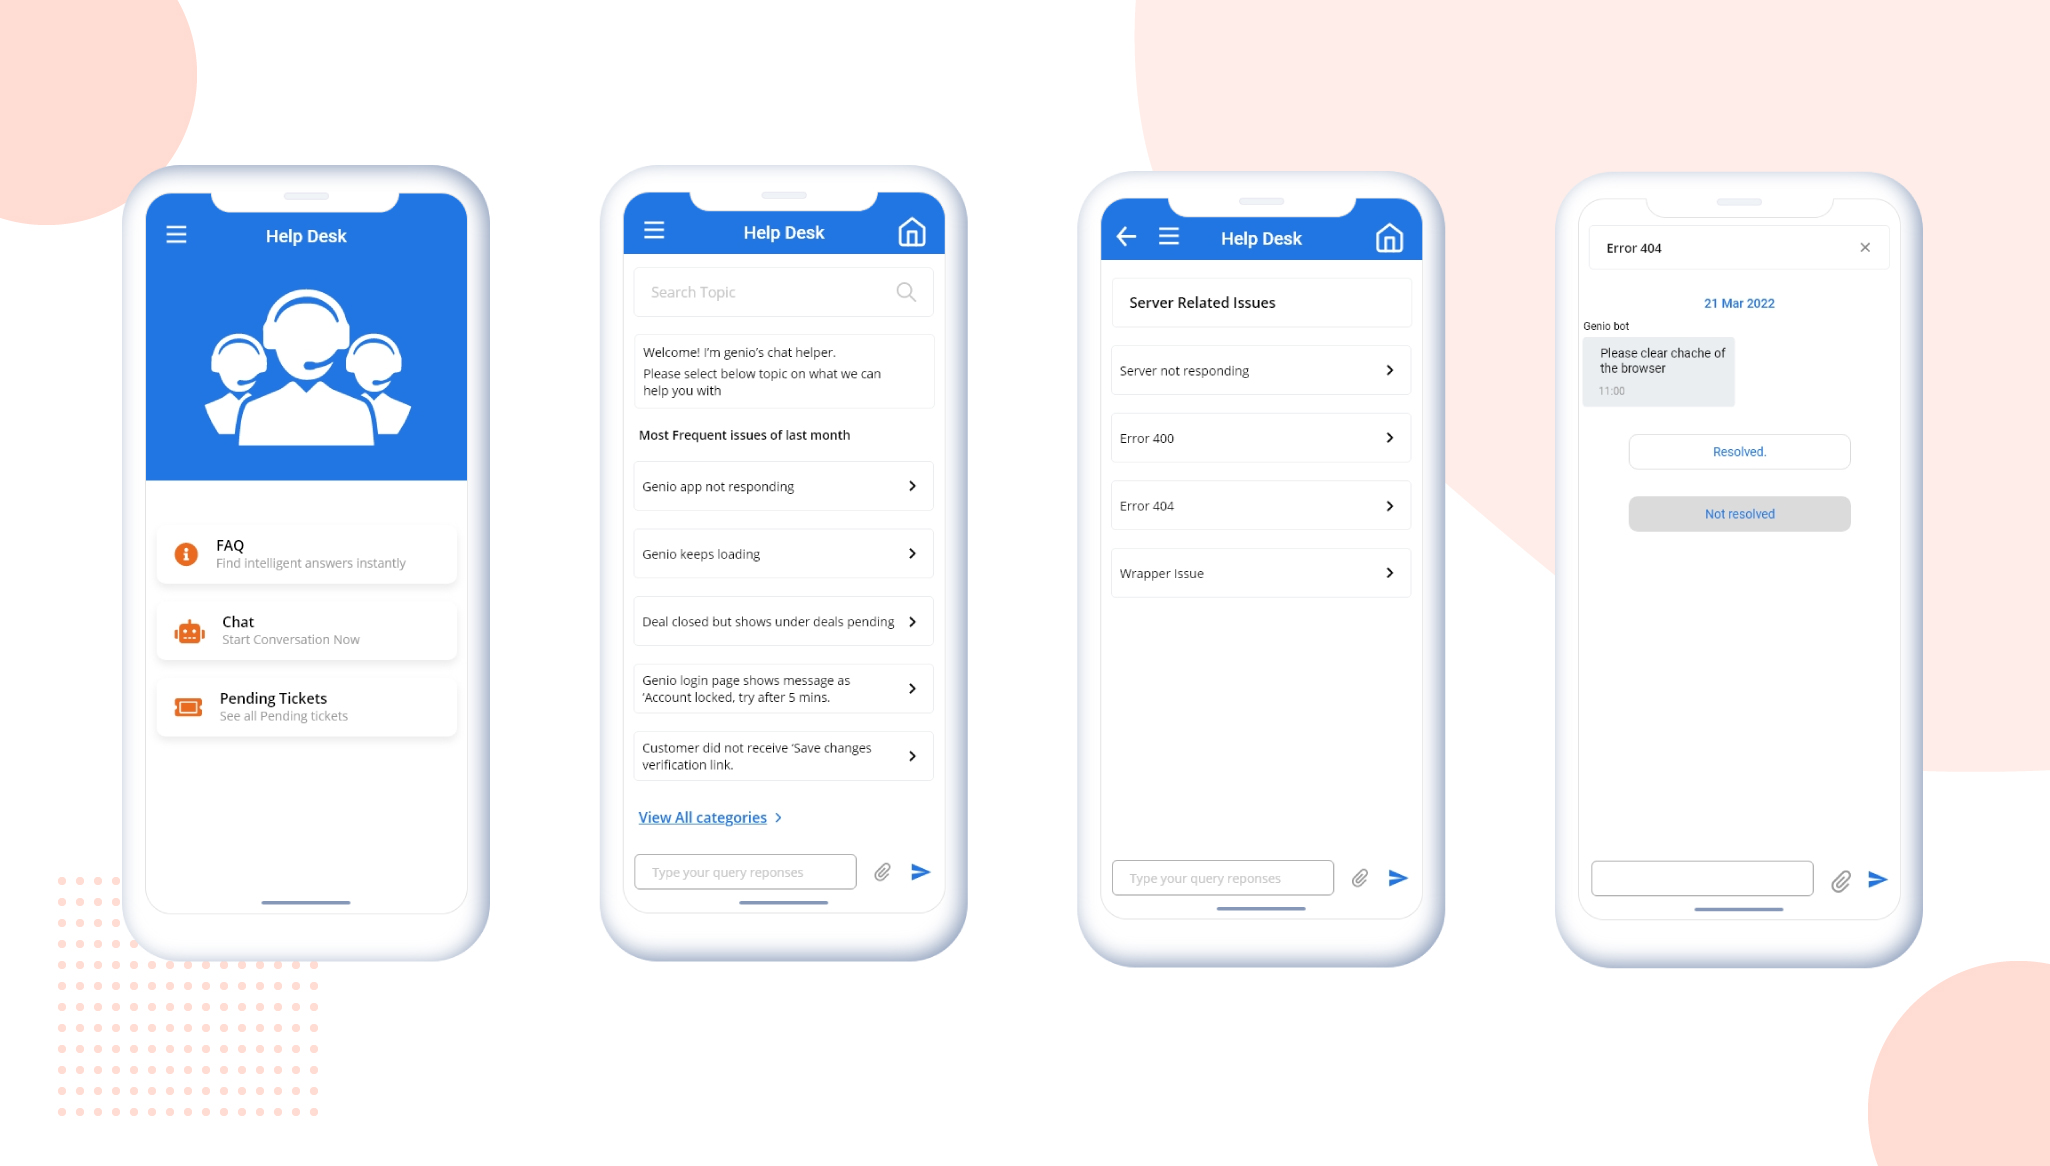 Help Desk
FAQ
Find intelligent answers instantly
Chat
Start Conversation Now
Pending Tickets
See all Pending tickets
Help Desk
Search Topic
Welcome! I'm genio's chat helper.
Please select below topic on what we can
help you with
Most Frequent issues of last month
Genio app not responding
Genio keeps loading
Deal closed but shows under deals pending
Genio login page shows message as
‘Account locked, try after 5 mins.
Customer did not receive ‘Save changes
verification link.
View All categories
Type your query reponses
Help Desk
Server Related Issues
Server not responding
Error 400
Error 404
Wrapper Issue
Type your query reponses
Error 404
21 Mar 2022
Genio bot
Please clear chache of
the browser
11:00
Resolved.
Not resolved